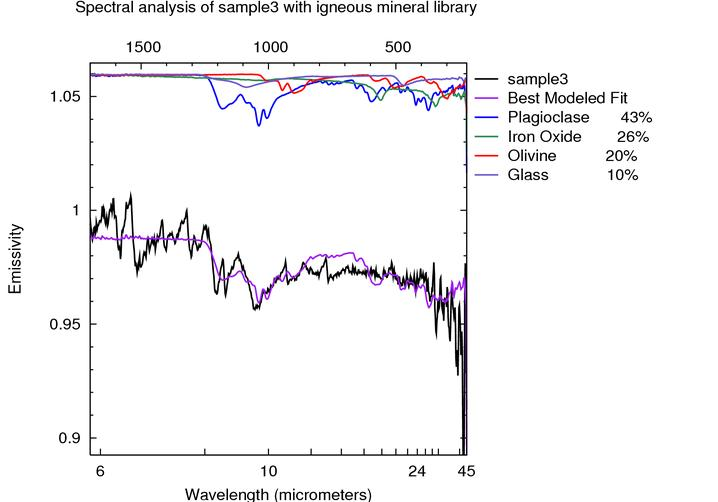 Spectral analysis of sample3 with igneous mineral library
1500 1000 500
1.05
1
0.95
0.9
Emissivity
6 10 24 45
Wavelength (micrometers)
sample3
Best Modeled Fit
Plagioclase 43%
Iron Oxide 26%
Olivine 20%
Glass 10%